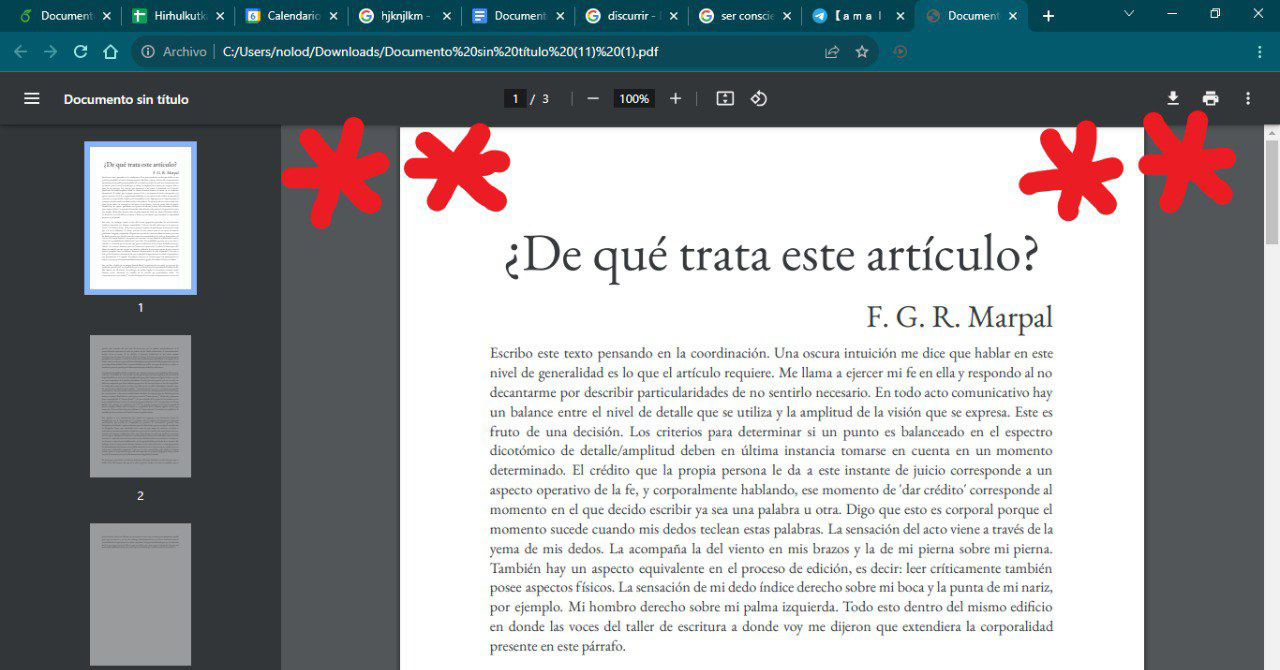 Document
Hirhulkutk
Calendario
hjknjlkm -
Document
discurrir -
ser conscie
【 a m a l
Document
Archivo
C:/Users/nolod/Downloads/Documento%20sin%20título%20(11)%20(1).pdf
Documento sin título
1 / 3
100%
¿De qué trata este artículo?
F. G. R. Marpal
1
2
¿De qué trata este artículo?
F. G. R. Marpal
Escribo este texto pensando en la coordinación. Una oscura intuición me dice que hablar en este
nivel de generalidad es lo que el artículo requiere. Me llama a ejercer mi fe en ella y respondo al no
decantarme por describir particularidades de no sentirlo necesario. En todo acto comunicativo hay
un balance entre el nivel de detalle que se utiliza y la amplitud de la visión que se expresa. Este es
fruto de una decisión. Los criterios para determinar si un punto es balanceado en el espectro
dicotómico de detalle/amplitud deben en última instancia tomarse en cuenta en un momento
determinado. El crédito que la propia persona le da a este instante de juicio corresponde a un
aspecto operativo de la fe, y corporalmente hablando, ese momento de 'dar crédito' corresponde al
momento en el que decido escribir ya sea una palabra u otra. Digo que esto es corporal porque el
momento sucede cuando mis dedos teclean estas palabras. La sensación del acto viene a través de la
yema de mis dedos. La acompaña la del viento en mis brazos y la de mi pierna sobre mi pierna.
También hay un aspecto equivalente en el proceso de edición, es decir: leer críticamente también
posee aspectos físicos. La sensación de mi dedo índice derecho sobre mi boca y la punta de mi nariz,
por ejemplo. Mi hombro derecho sobre mi palma izquierda. Todo esto dentro del mismo edificio
en donde las voces del taller de escritura a donde voy me dijeron que extendiera la corporalidad
presente en este párrafo.